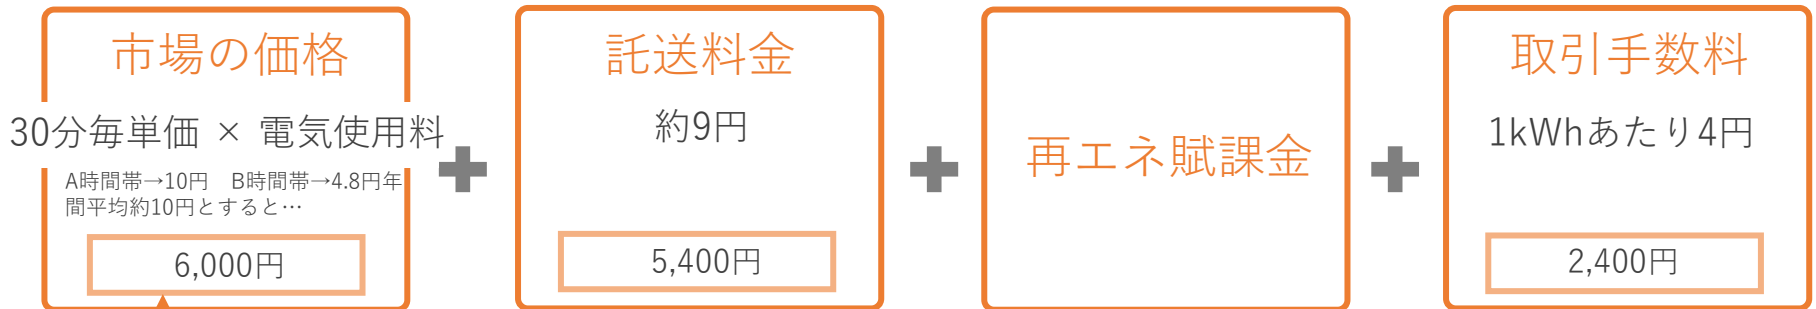 市場の価格
30分毎単価 × 電気使用料
A時間帯→10円　B時間帯→4.8円年
間平均約10円とすると…
6,000円
託送料金
約9円
5,400円
再エネ賦課金
取引手数料
1kWhあたり4円
2,400円